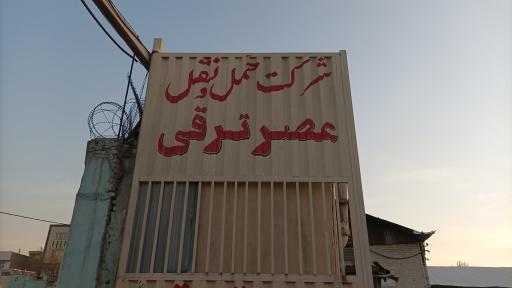 شرکت حمل و نقل
عصر ترقی